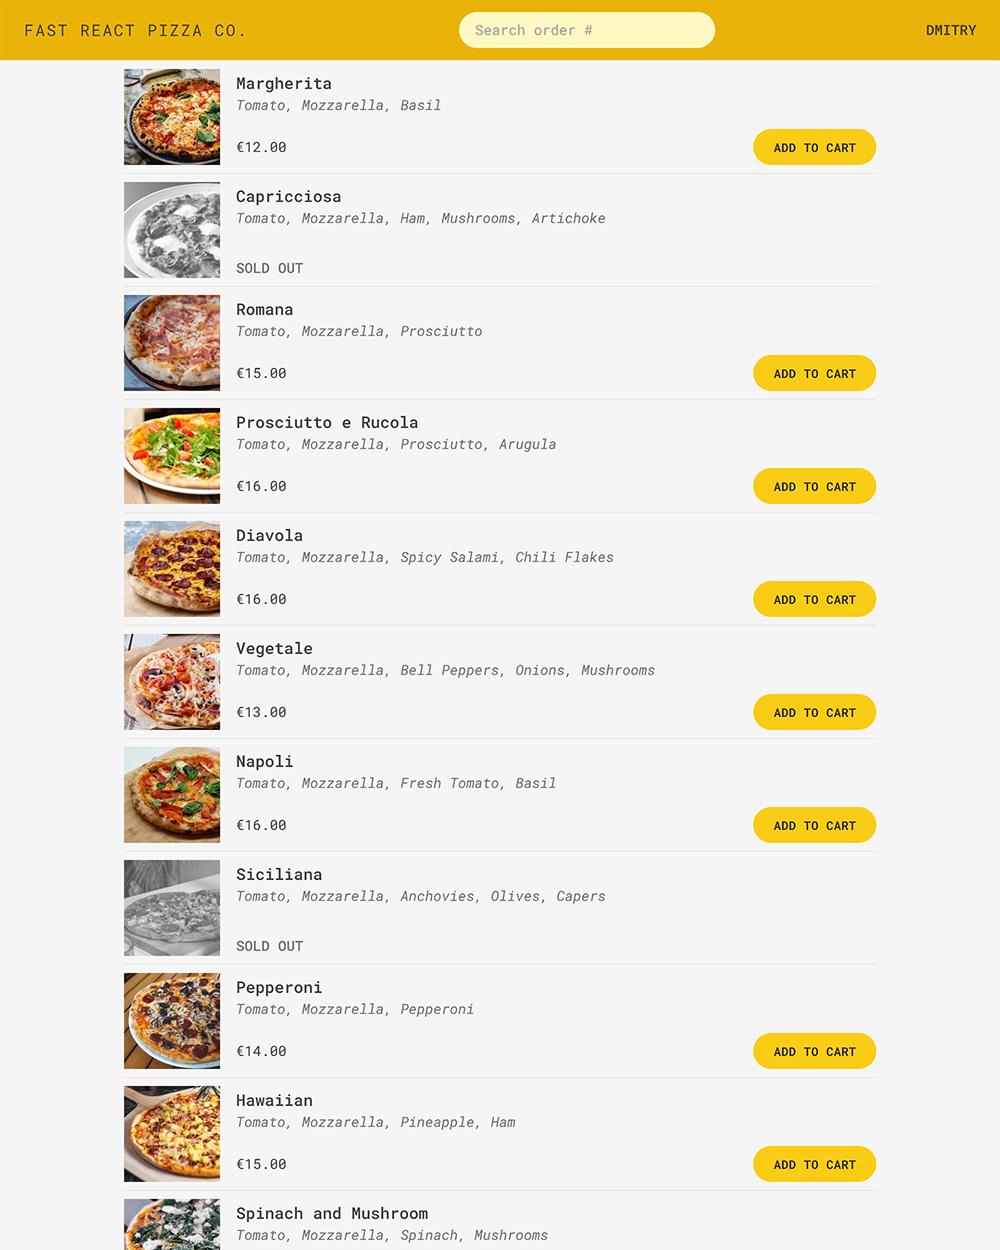 FAST REACT PIZZA CO.
Search order #
DMITRY
Margherita
Tomato, Mozzarella, Basil
€12.00
ADD TO CART
Capricciosa
Tomato, Mozzarella, Ham, Mushrooms, Artichoke
SOLD OUT
Romana
Tomato, Mozzarella, Prosciutto
€15.00
ADD TO CART
Prosciutto e Rucola
Tomato, Mozzarella, Prosciutto, Arugula
€16.00
ADD TO CART
Diavola
Tomato, Mozzarella, Spicy Salami, Chili Flakes
€16.00
ADD TO CART
Vegetale
Tomato, Mozzarella, Bell Peppers, Onions, Mushrooms
€13.00
ADD TO CART
Napoli
Tomato, Mozzarella, Fresh Tomato, Basil
€16.00
ADD TO CART
Siciliana
Tomato, Mozzarella, Anchovies, Olives, Capers
SOLD OUT
Pepperoni
Tomato, Mozzarella, Pepperoni
€14.00
ADD TO CART
Hawaiian
Tomato, Mozzarella, Pineapple, Ham
€15.00
ADD TO CART
Spinach and Mushroom
Tomato, Mozzarella, Spinach, Mushrooms